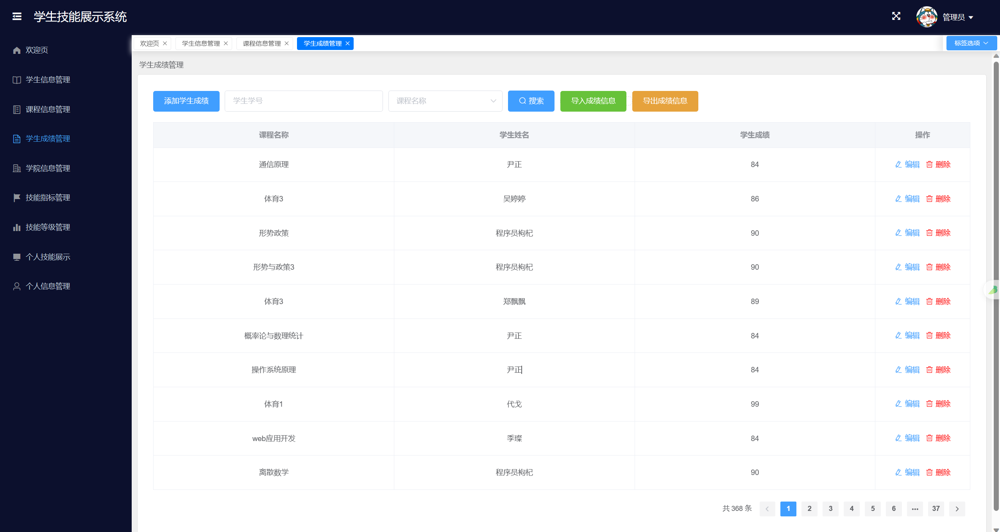 学生技能展示系统
管理员
欢迎页
学生信息管理
课程信息管理
学生成绩管理
学院信息管理
技能指标管理
技能等级管理
个人技能展示
个人信息管理
欢迎页 学生信息管理 课程信息管理 学生成绩管理 标签选项
学生成绩管理
添加学生成绩 学生学号 课程名称 搜索 导入成绩信息 导出成绩信息
课程名称 学生姓名 学生成绩 操作
通信原理 尹正 84 编辑 删除
体育3 吴婷婷 86 编辑 删除
形势政策 程序员枸杞 90 编辑 删除
形势与政策3 程序员枸杞 90 编辑 删除
体育3 郑飘飘 89 编辑 删除
概率论与数理统计 尹正 84 编辑 删除
操作系统原理 尹正 84 编辑 删除
体育1 代戈 99 编辑 删除
web应用开发 季璨 84 编辑 删除
离散数学 程序员枸杞 90 编辑 删除
共 368 条 1 2 3 4 5 6 ••• 37